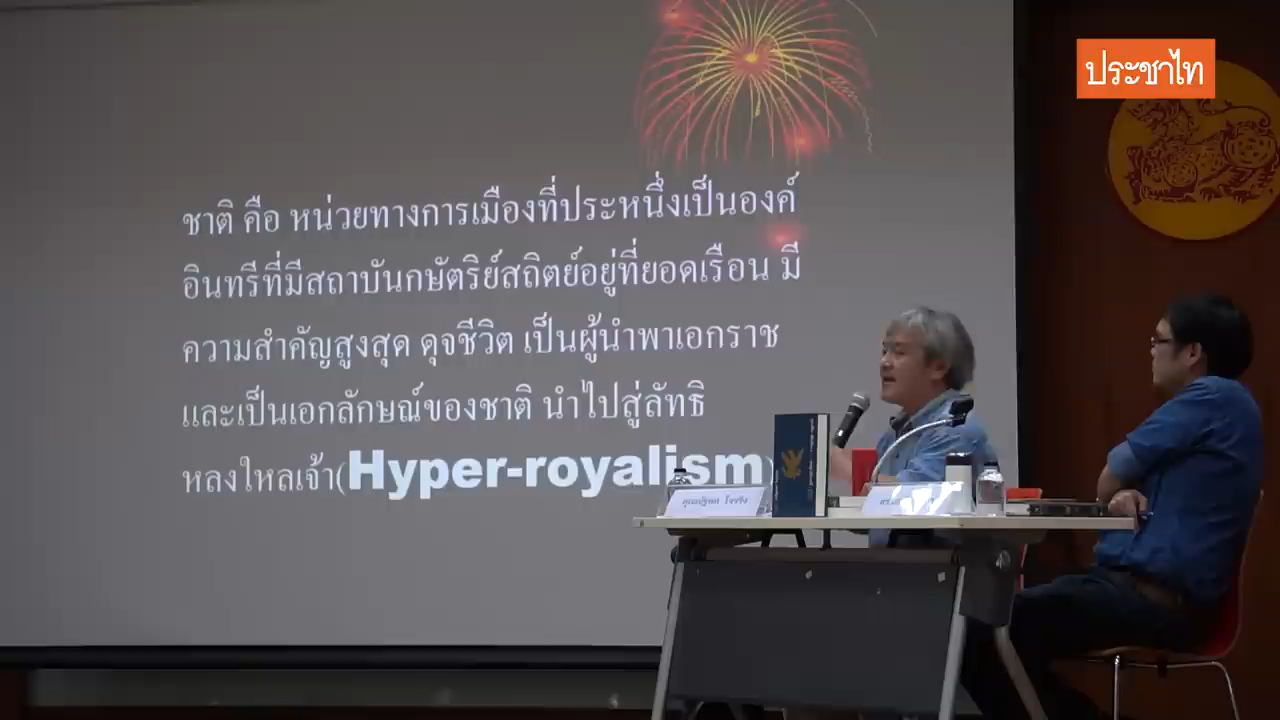 ประชาไท
ชาติ คือ หน่วยทางการเมืองที่ประหนึ่งเป็นองค์
อินทรีที่มีสถาบันกษัตริย์สถิตย์อยู่ที่ยอดเรือน มี
ความสำคัญสูงสุด ดุจชีวิต เป็นผู้นำพาเอกราช
และเป็นเอกลักษณ์ของชาติ นำไปสู่ลัทธิ
หลงใหลเจ้า(Hyper-royalism)